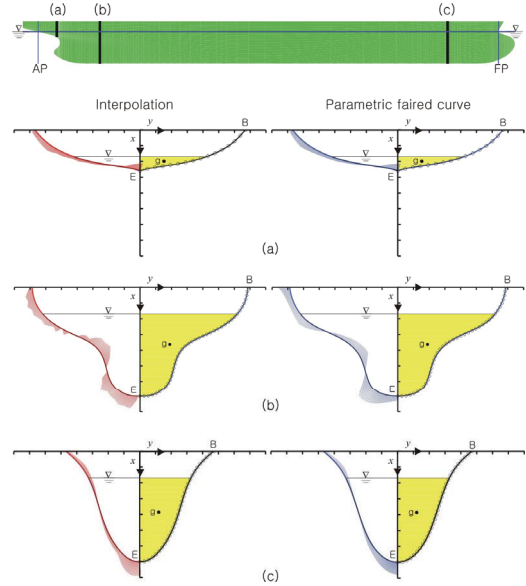 (a) (b) (c)
AP FP
Interpolation Parametric faired curve
y B y B
x x
g g
E E
(a)
y B y B
x x
g g
E E
(b)
y B y B
x x
g g
E E
(c)